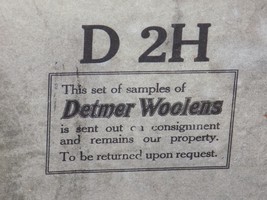 D 2H
This set of samples of
Detmer Woolens
is sent out on consignment
and remains our property.
To be returned upon request.